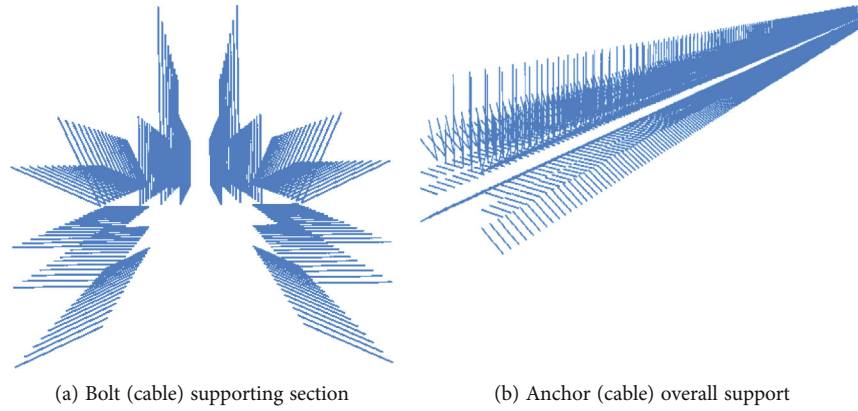 (a) Bolt (cable) supporting section
(b) Anchor (cable) overall support